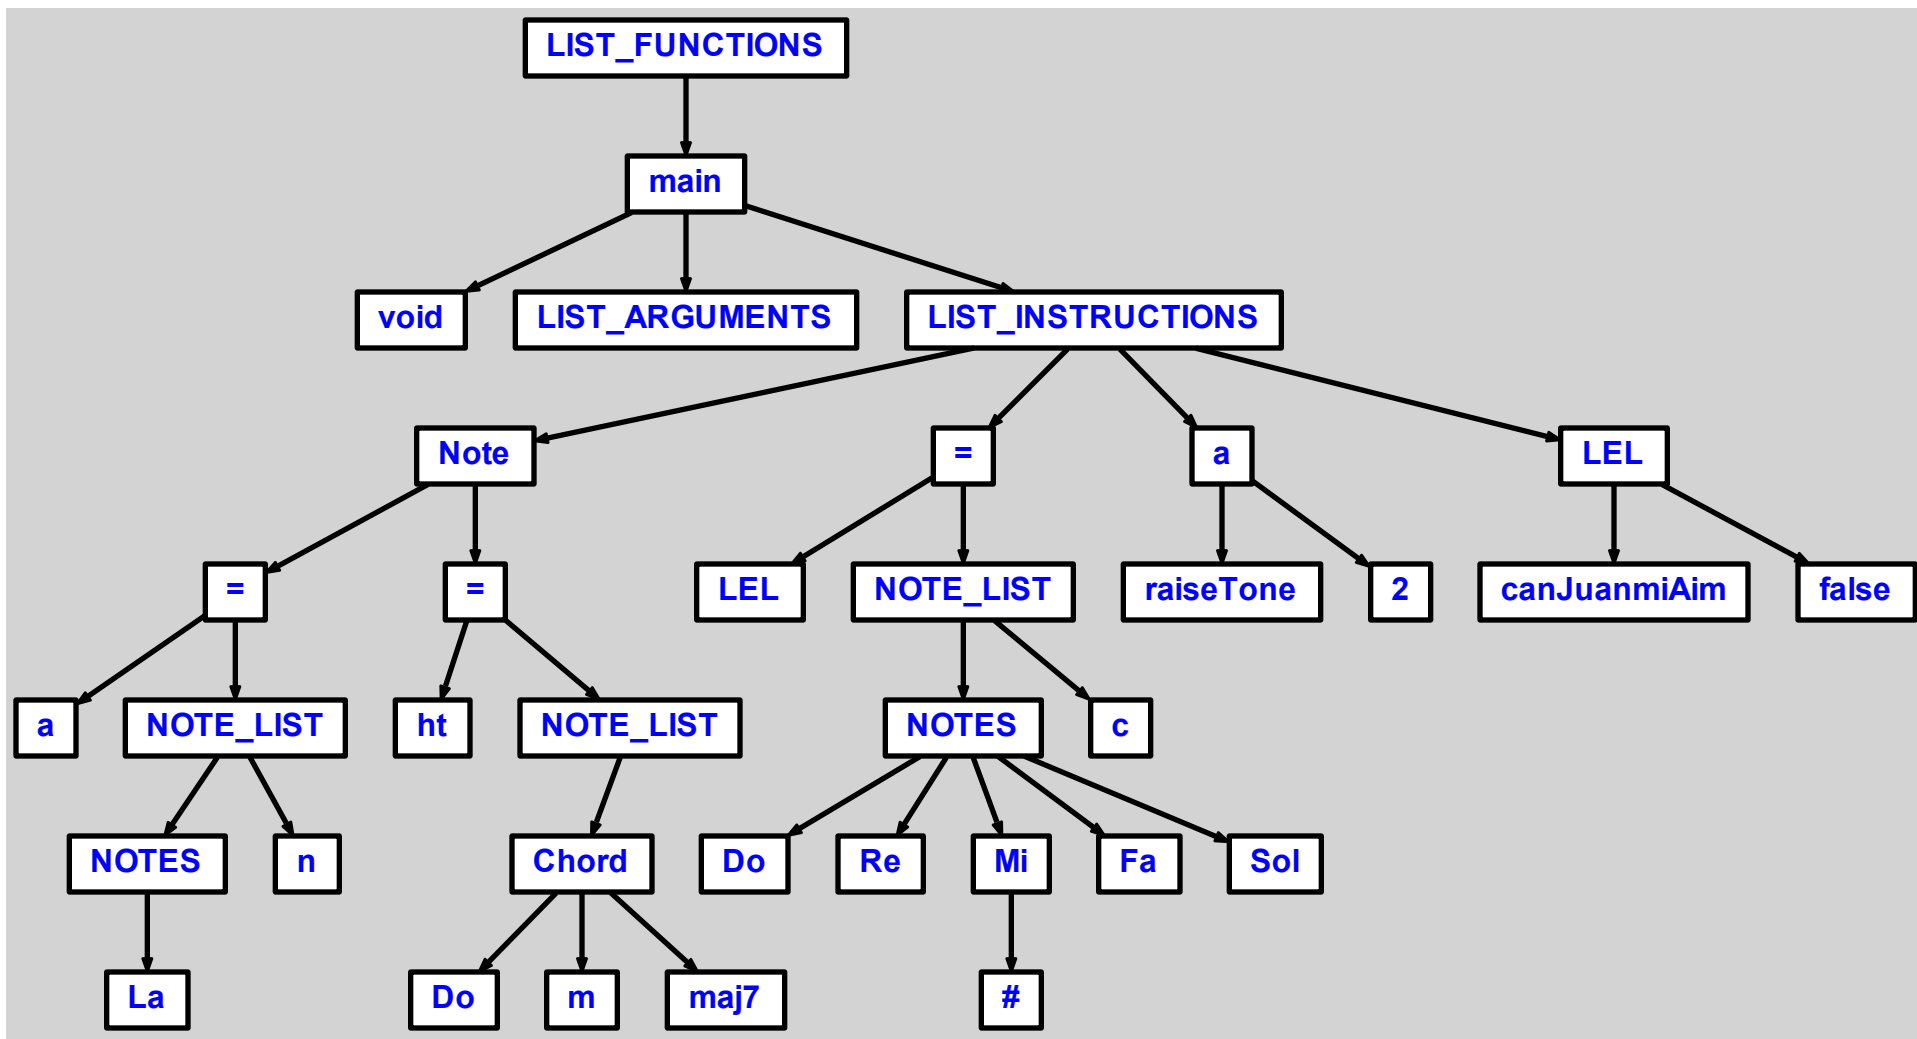 LIST_FUNCTIONS
main
void LIST_ARGUMENTS LIST_INSTRUCTIONS
Note = a LEL
= = LEL NOTE_LIST raiseTone 2 canJuanmiAim false
a NOTE_LIST ht NOTE_LIST NOTES c
NOTES n Chord Do Re Mi Fa Sol
La Do m maj7 #